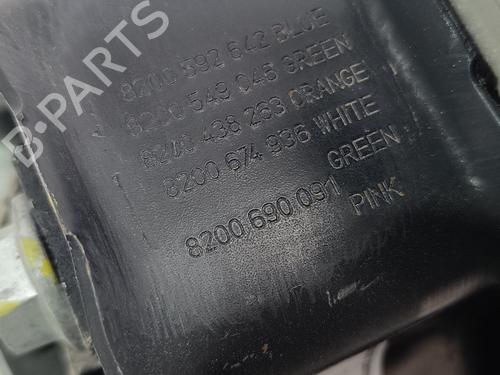 8200 592 642 BLUE
8200 549 046 GREEN
8200 438 263 ORANGE
8200 674 936 WHITE
GREEN
8200 690 091 PINK
B-PARTS